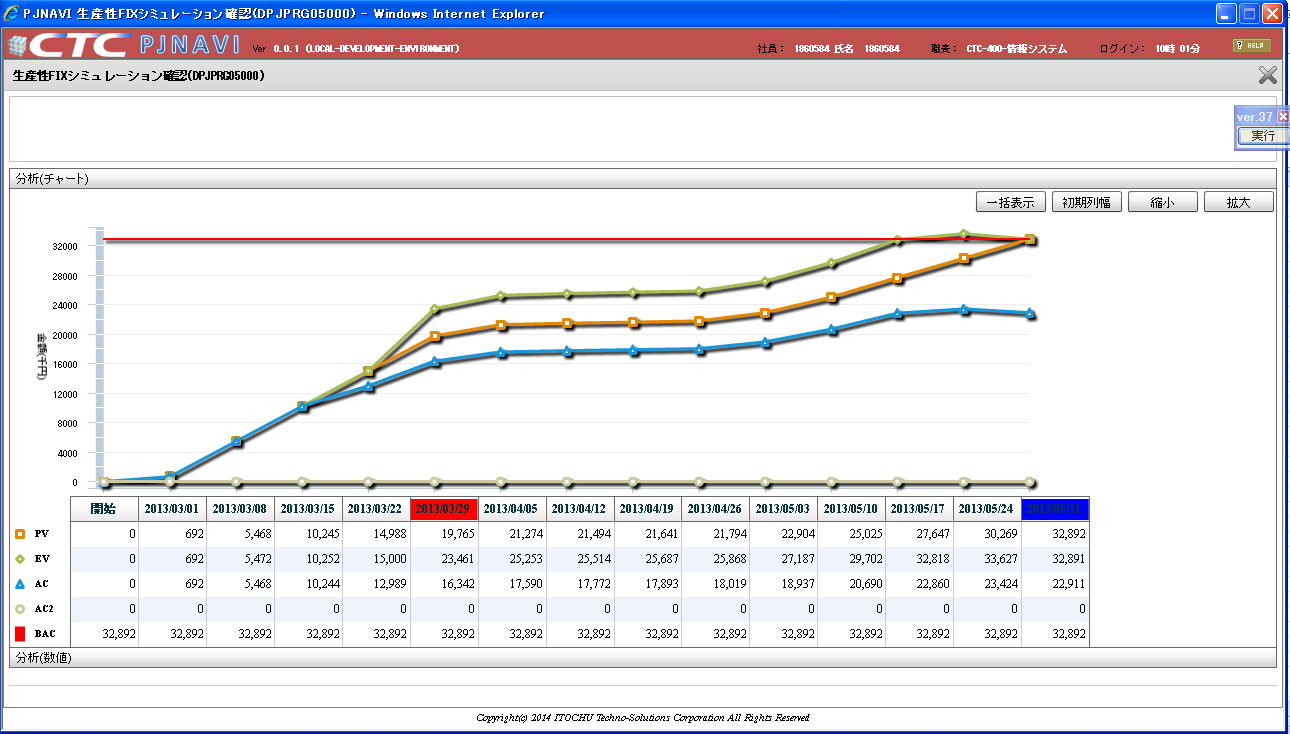 PJNAVI 生産性FIXシミュレーション確認(DPJPRG05000) - Windows Internet Explorer
CTC PJNAVI Ver 0.0.1 (LOCAL-DEVELOPMENT-ENVIRONMENT) 社員： 1860584 氏名 1860584 職責： CTC-400-情報システム ログイン： 10時 01分 ? HELP
生産性FIXシミュレーション確認(DPJPRG05000)
ver.37
実行
分析(チャート)
一括表示 初期列幅 縮小 拡大
32000
28000
24000
20000
16000
12000
8000
4000
0
金額(千円)
開始 2013/03/01 2013/03/08 2013/03/15 2013/03/22 2013/03/29 2013/04/05 2013/04/12 2013/04/19 2013/04/26 2013/05/03 2013/05/10 2013/05/17 2013/05/24 2013/05/31
PV 0 692 5,468 10,245 14,988 19,765 21,274 21,494 21,641 21,794 22,904 25,025 27,647 30,269 32,892
EV 0 692 5,472 10,252 15,000 23,461 25,253 25,514 25,687 25,868 27,187 29,702 32,818 33,627 32,891
AC 0 692 5,468 10,244 12,989 16,342 17,590 17,772 17,893 18,019 18,937 20,690 22,860 23,424 22,911
AC2 0 0 0 0 0 0 0 0 0 0 0 0 0 0 0
BAC 32,892 32,892 32,892 32,892 32,892 32,892 32,892 32,892 32,892 32,892 32,892 32,892 32,892 32,892 32,892
分析(数値)
Copyright(c) 2014 ITOCHU Techno-Solutions Corporation All Rights Reserved